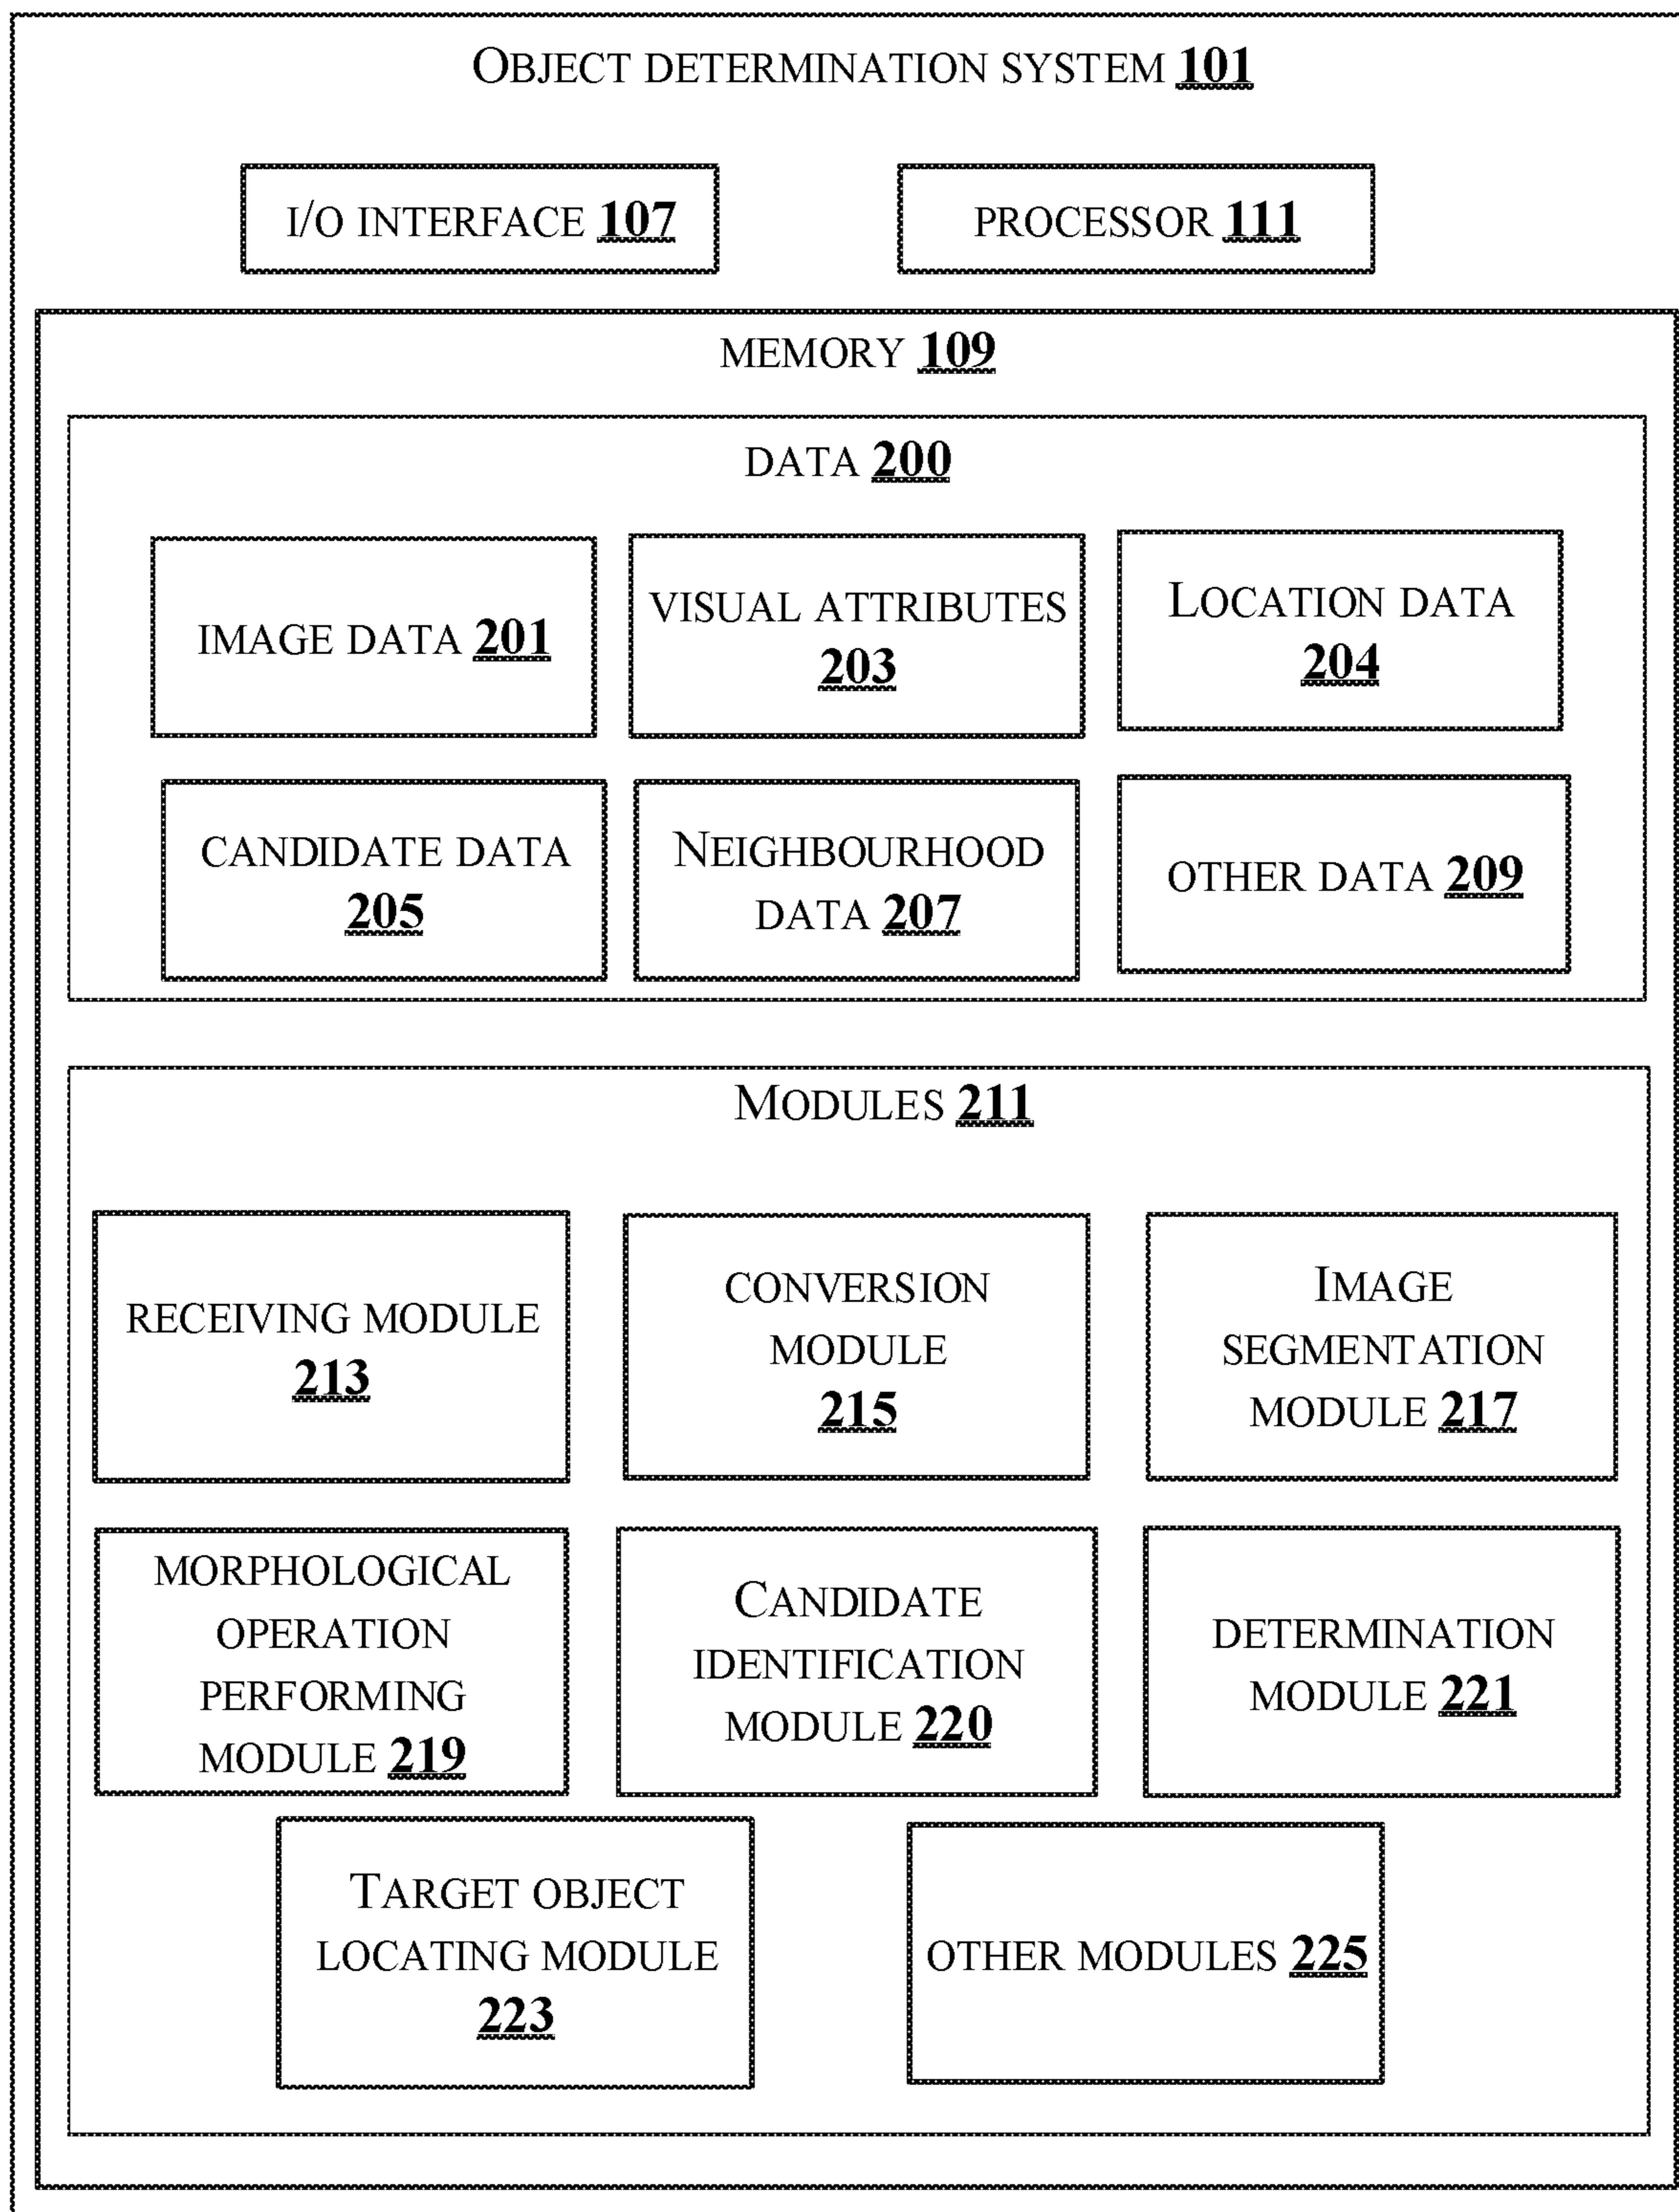 OBJECT DETERMINATION SYSTEM 101
I/O INTERFACE 107
PROCESSOR 111
MEMORY 109
DATA 200
IMAGE DATA 201
VISUAL ATTRIBUTES
203
LOCATION DATA
204
CANDIDATE DATA
205
NEIGHBOURHOOD
DATA 207
OTHER DATA 209
MODULES 211
RECEIVING MODULE
213
CONVERSION
MODULE
215
IMAGE
SEGMENTATION
MODULE 217
MORPHOLOGICAL
OPERATION
PERFORMING
MODULE 219
CANDIDATE
IDENTIFICATION
MODULE 220
DETERMINATION
MODULE 221
TARGET OBJECT
LOCATING MODULE
223
OTHER MODULES 225